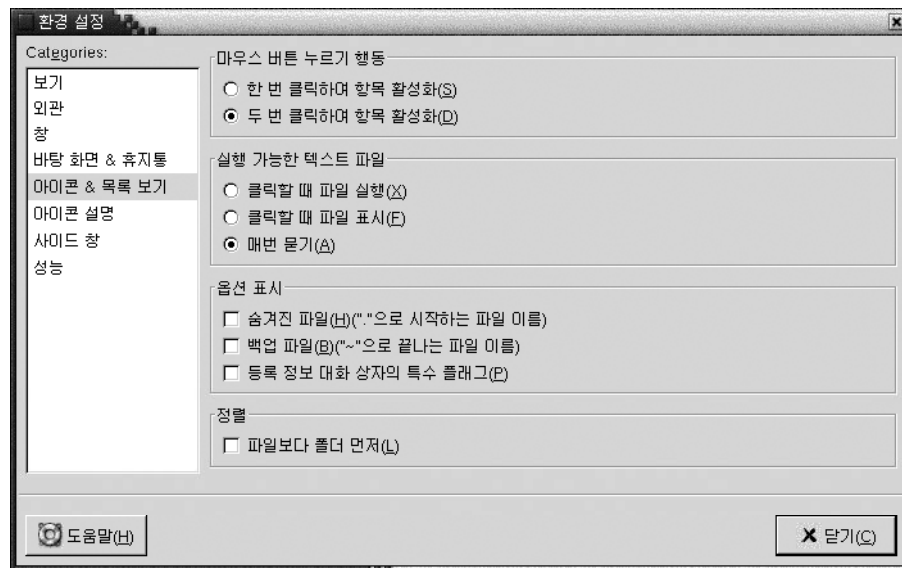 환경 설정
Categories:
보기
외관
창
바탕 화면 & 휴지통
아이콘 & 목록 보기
아이콘 설명
사이드 창
성능
마우스 버튼 누르기 행동
한 번 클릭하여 항목 활성화(S)
두 번 클릭하여 항목 활성화(D)
실행 가능한 텍스트 파일
클릭할 때 파일 실행(X)
클릭할 때 파일 표시(F)
매번 묻기(A)
옵션 표시
숨겨진 파일(H)("."으로 시작하는 파일 이름)
백업 파일(B)("~"으로 끝나는 파일 이름)
등록 정보 대화 상자의 특수 플래그(P)
정렬
파일보다 폴더 먼저(L)
도움말(H)
닫기(C)